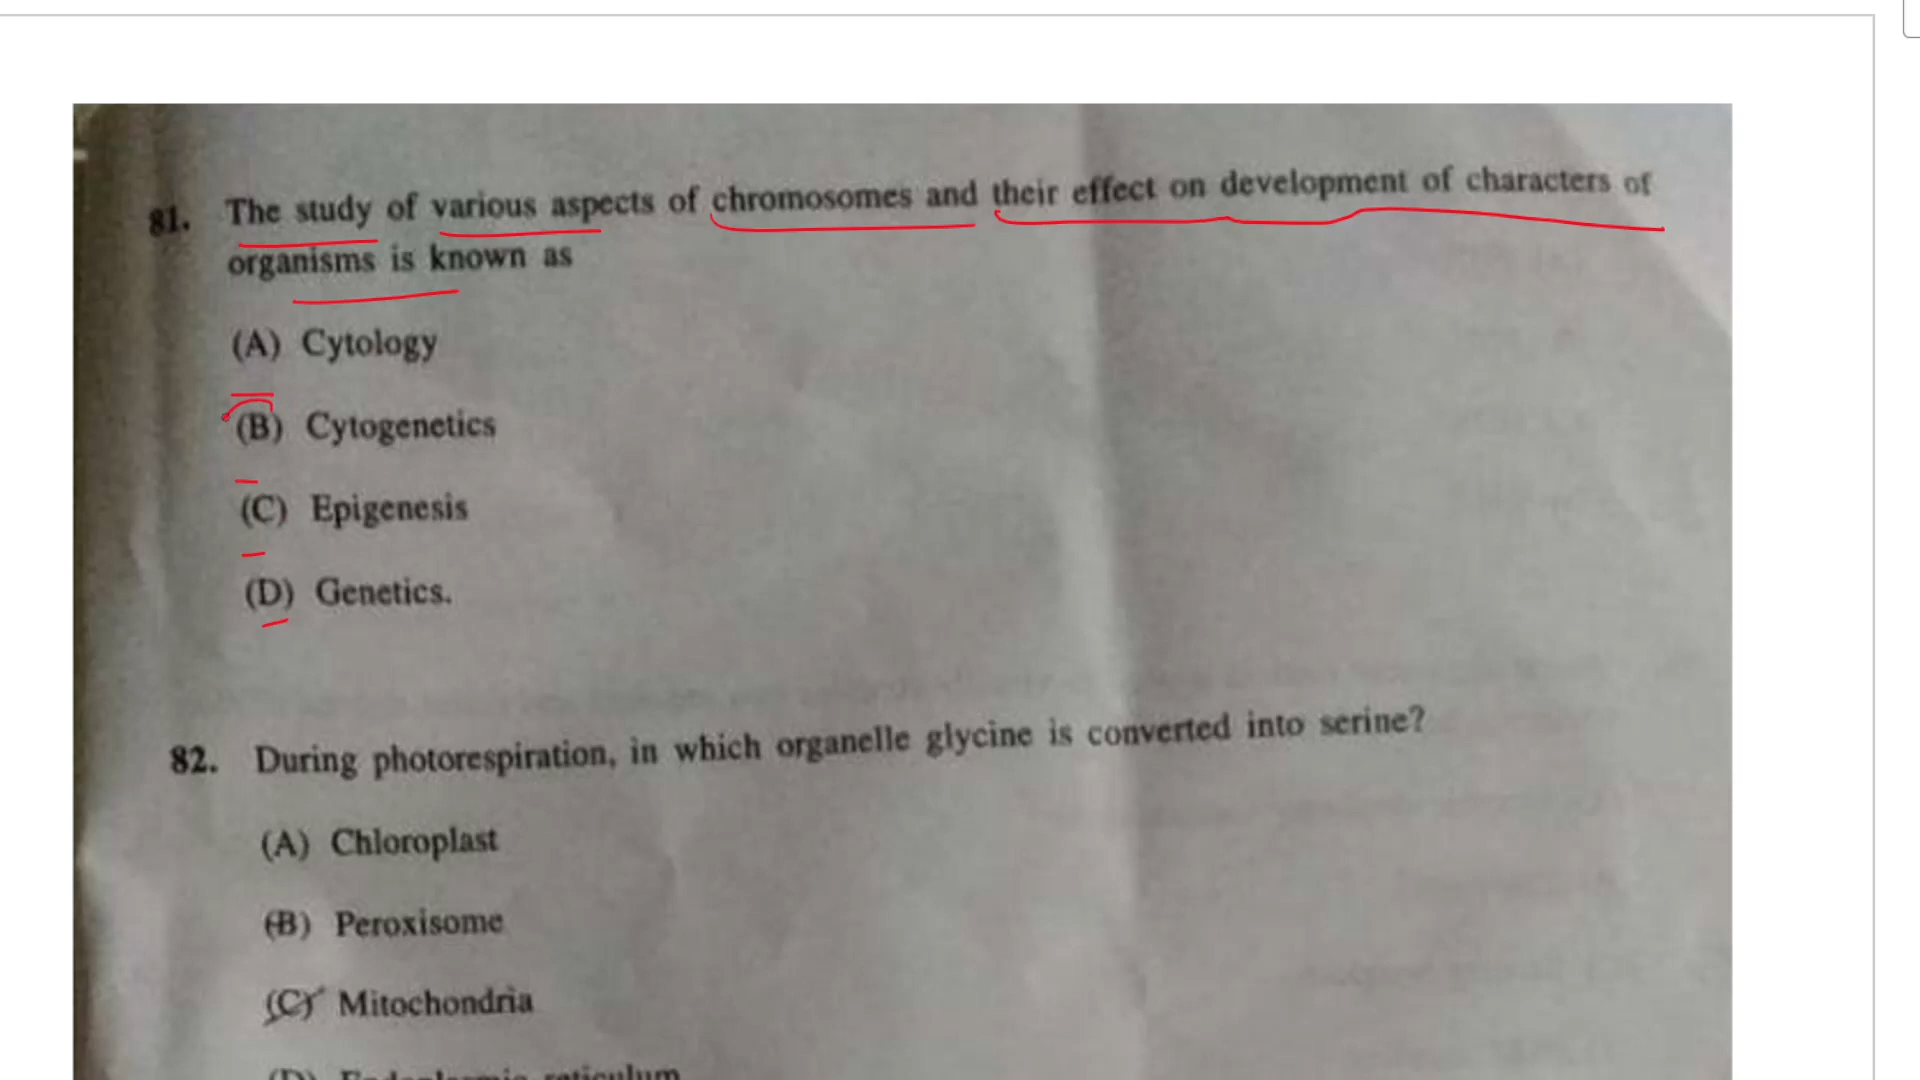 81. The study of various aspects of chromosomes and their effect on development of characters of
organisms is known as
(A) Cytology
(B) Cytogenetics
(C) Epigenesis
(D) Genetics.
82. During photorespiration, in which organelle glycine is converted into serine?
(A) Chloroplast
(B) Peroxisome
(C) Mitochondria
(D) Endoplasmic reticulum